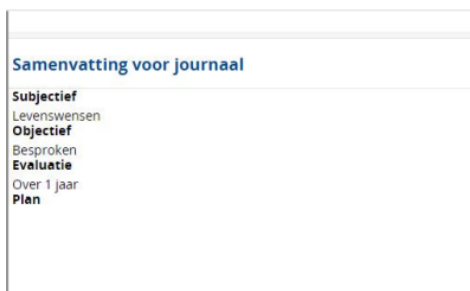 Samenvatting voor journaal
Subjectief
Levenswensen
Objectief
Besproken
Evaluatie
Over 1 jaar
Plan